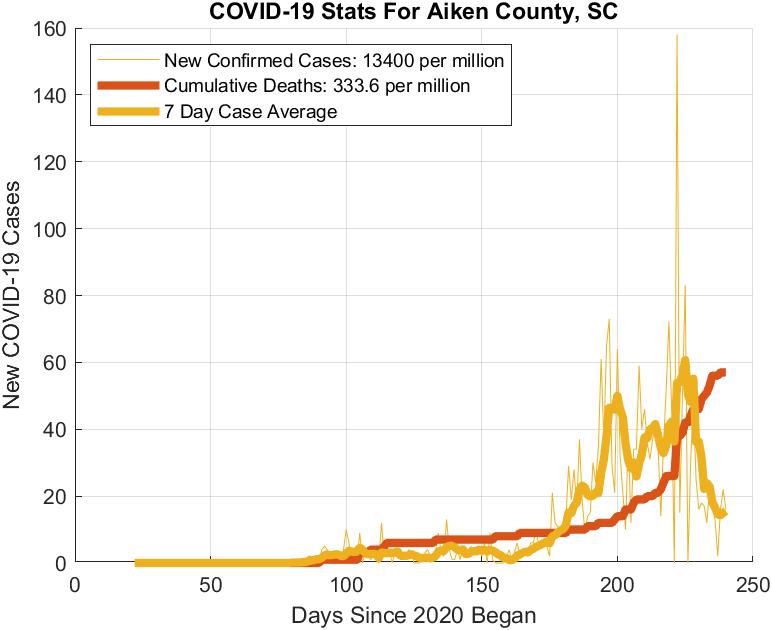 COVID-19 Stats For Aiken County, SC
160
140
120
100
80
60
40
20
0
New COVID-19 Cases
New Confirmed Cases: 13400 per million
Cumulative Deaths: 333.6 per million
7 Day Case Average
0 50 100 150 200 250
Days Since 2020 Began